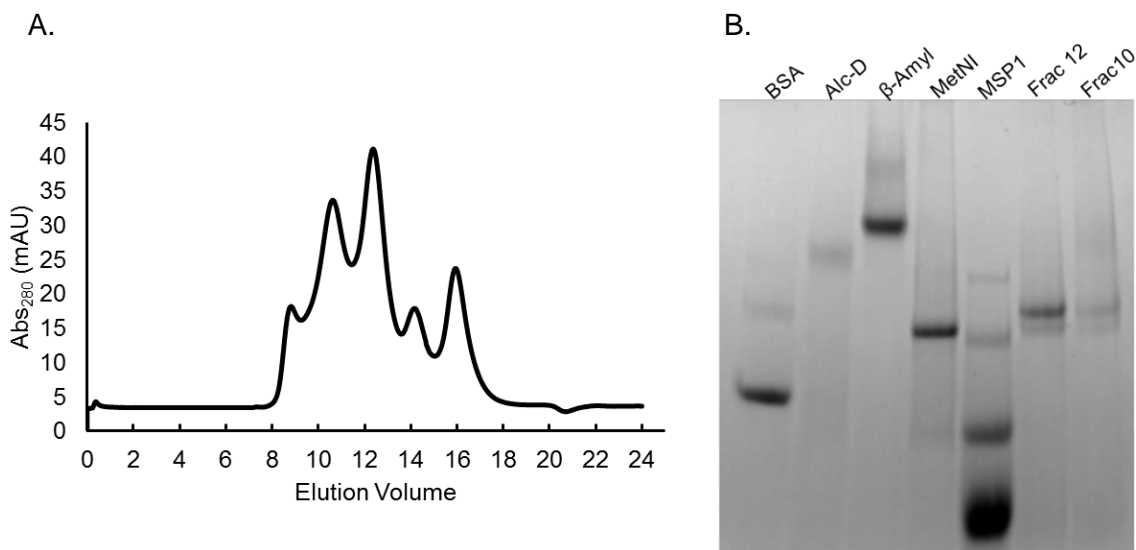 A.
45
40
35
30
25
20
15
10
5
0
Abs₂₈₀ (mAU)
0 2 4 6 8 10 12 14 16 18 20 22 24
Elution Volume
B.
BSA Alc-D β-Amyl MetNI MSP1 Frac 12 Frac10